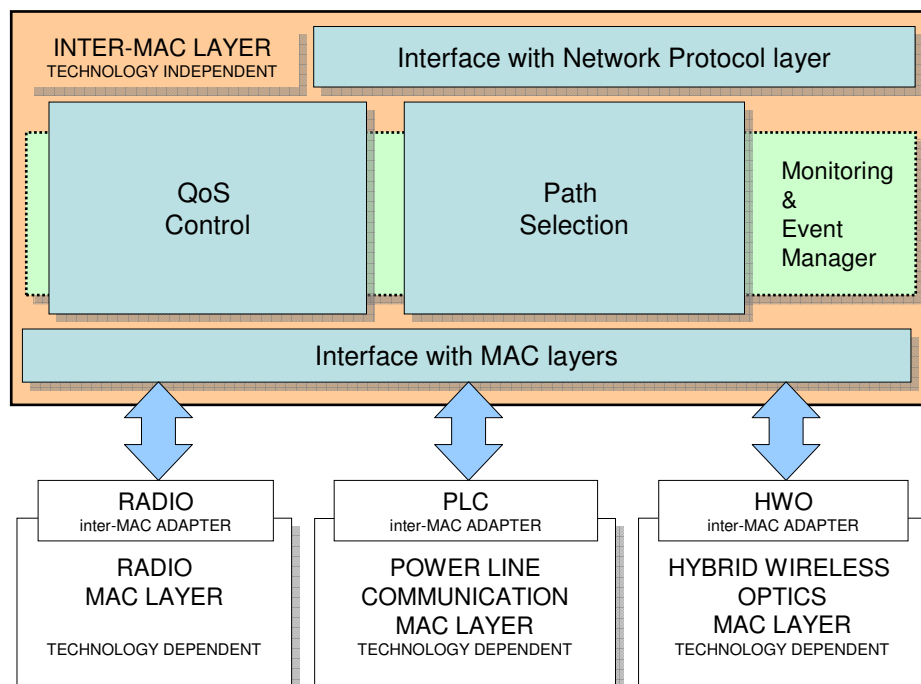 INTER-MAC LAYER
TECHNOLOGY INDEPENDENT
Interface with Network Protocol layer
QoS
Control
Path
Selection
Monitoring
&
Event
Manager
Interface with MAC layers
RADIO
inter-MAC ADAPTER
RADIO
MAC LAYER
TECHNOLOGY DEPENDENT
PLC
inter-MAC ADAPTER
POWER LINE
COMMUNICATION
MAC LAYER
TECHNOLOGY DEPENDENT
HWO
inter-MAC ADAPTER
HYBRID WIRELESS
OPTICS
MAC LAYER
TECHNOLOGY DEPENDENT